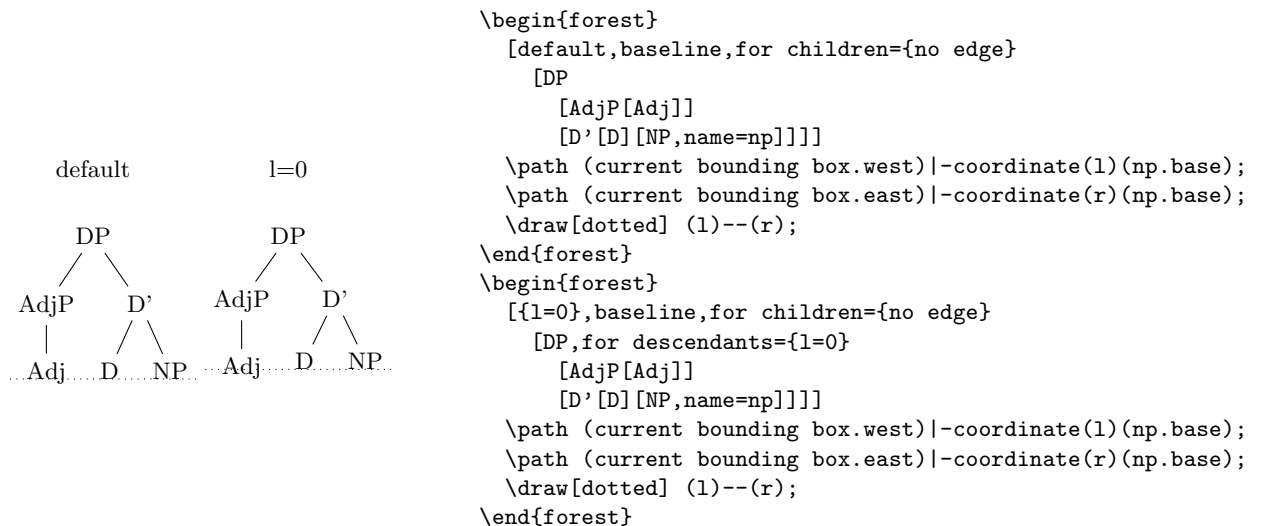 default l=0
DP DP
AdjP D' AdjP D'
Adj D NP Adj D NP
\begin{forest}
  [default,baseline,for children={no edge}
    [DP
      [AdjP[Adj]]
      [D’[D][NP,name=np]]]]
  \path (current bounding box.west)|-coordinate(l)(np.base);
  \path (current bounding box.east)|-coordinate(r)(np.base);
  \draw[dotted] (l)--(r);
\end{forest}
\begin{forest}
  [{l=0},baseline,for children={no edge}
    [DP,for descendants={l=0}
      [AdjP[Adj]]
      [D’[D][NP,name=np]]]]
  \path (current bounding box.west)|-coordinate(l)(np.base);
  \path (current bounding box.east)|-coordinate(r)(np.base);
  \draw[dotted] (l)--(r);
\end{forest}